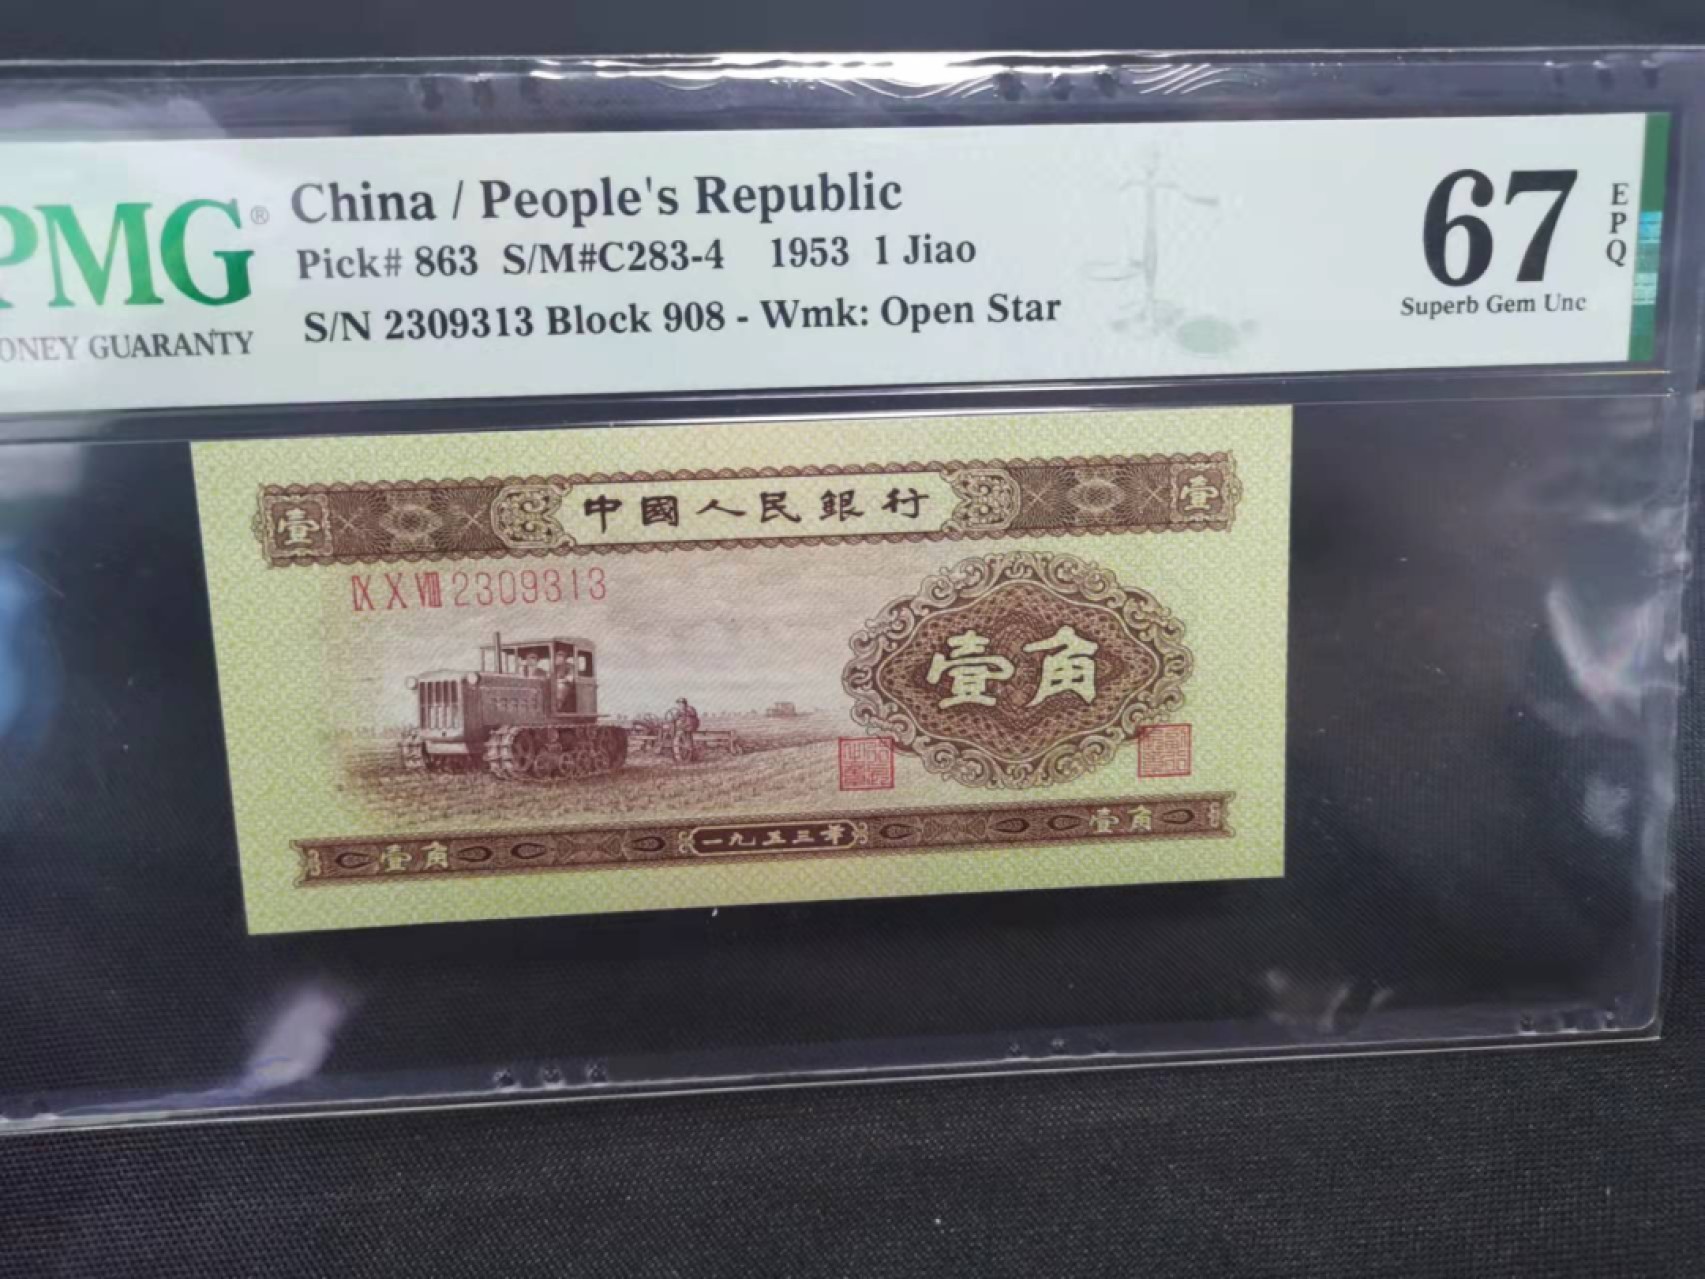 PMG®
China / People's Republic
67
EPQ
Pick# 863 S/M#C283-4 1953 1 Jiao
Superb Gem Unc
ONEY GUARANTY
S/N 2309313 Block 908 - Wmk: Open Star
壹 中國人民銀行 壹
ⅨⅩⅧ 2309313
壹角
壹角 一九五三年 壹角